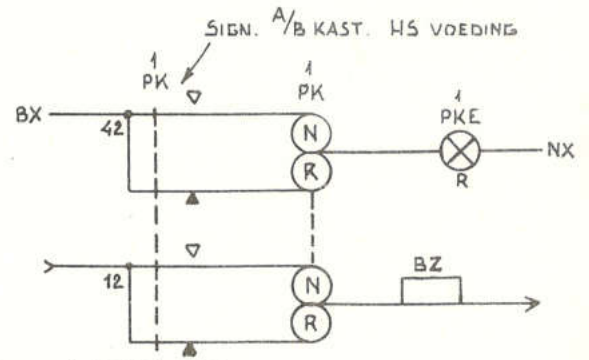 SIGN. A/B KAST. HS VOEDING
1 1 1
PK PK PKE
BX 42 N NX
R R
12 N BZ
R